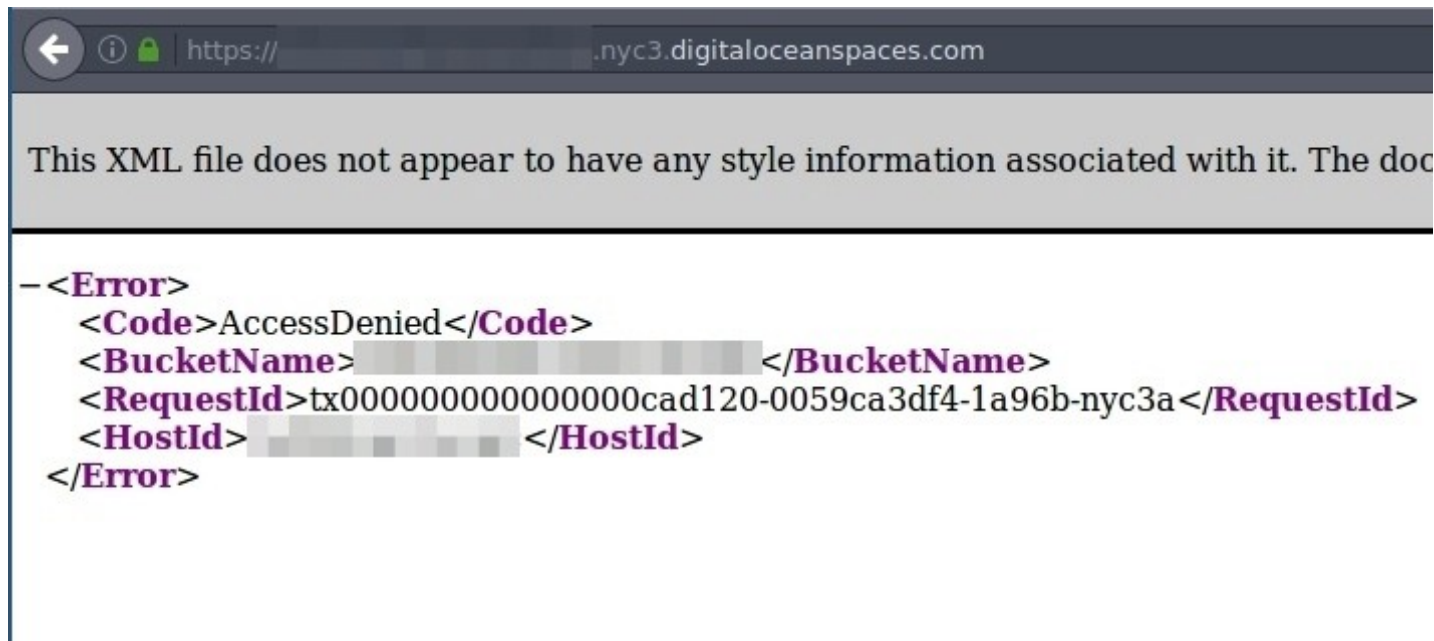 https:// .nyc3.digitaloceanspaces.com
This XML file does not appear to have any style information associated with it. The doc
−<Error>
<Code>AccessDenied</Code>
<BucketName> </BucketName>
<RequestId>tx000000000000000cad120-0059ca3df4-1a96b-nyc3a</RequestId>
<HostId> </HostId>
</Error>